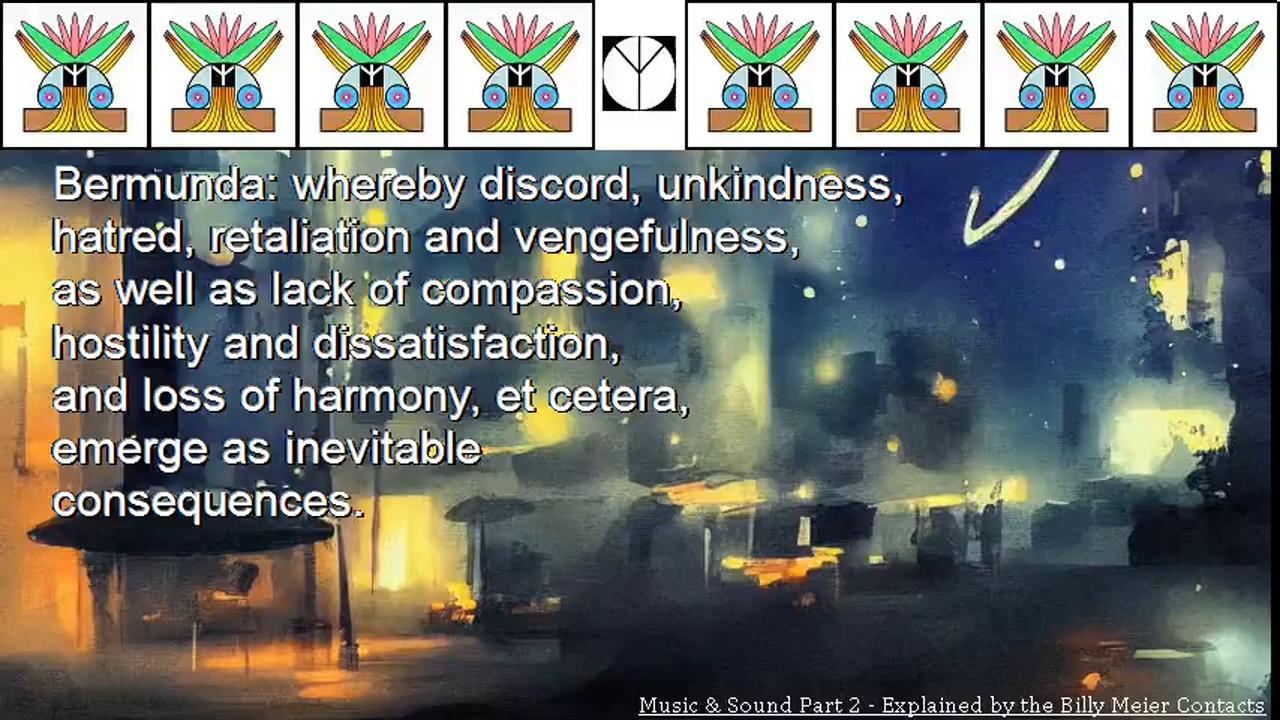 Bermunda: whereby discord, unkindness,
hatred, retaliation and vengefulness,
as well as lack of compassion,
hostility and dissatisfaction,
and loss of harmony, et cetera,
emerge as inevitable
consequences.
Music & Sound Part 2 - Explained by the Billy Meier Contacts